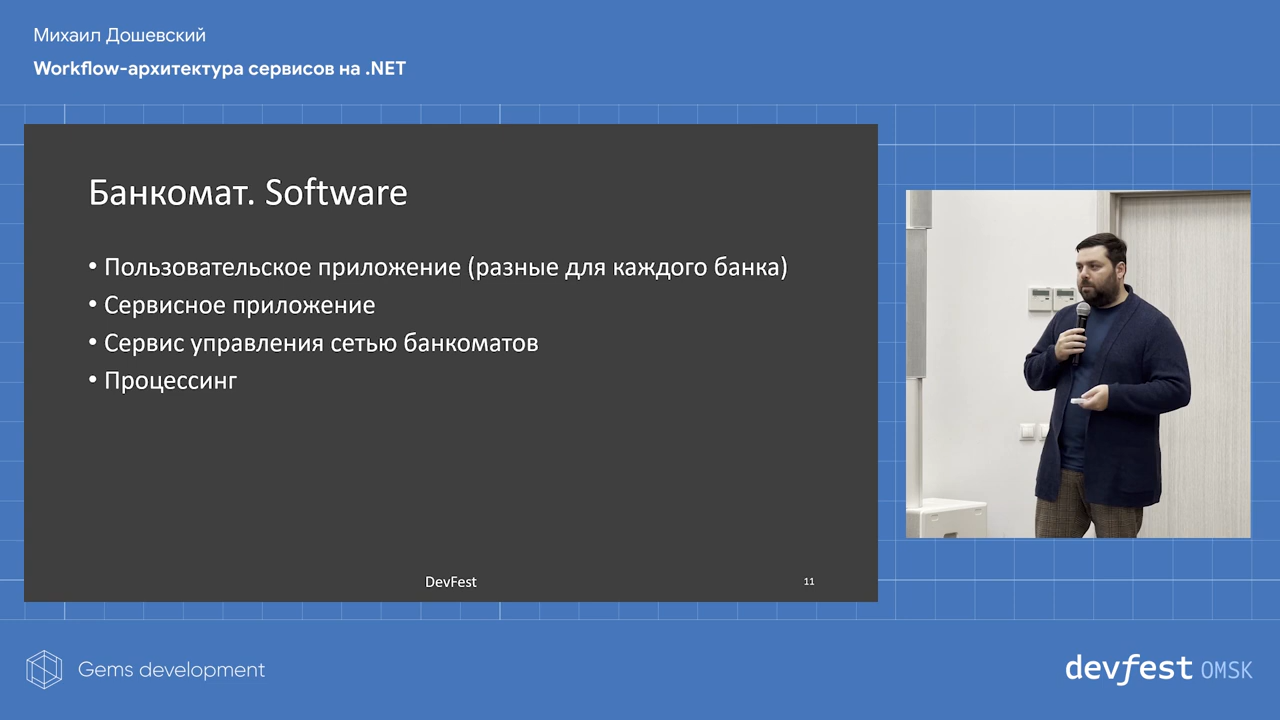 Михаил Дошевский
Workflow-архитектура сервисов на .NET
Банкомат. Software
• Пользовательское приложение (разные для каждого банка)
• Сервисное приложение
• Сервис управления сетью банкоматов
• Процессинг
DevFest
11
Gems development
devfest OMSK